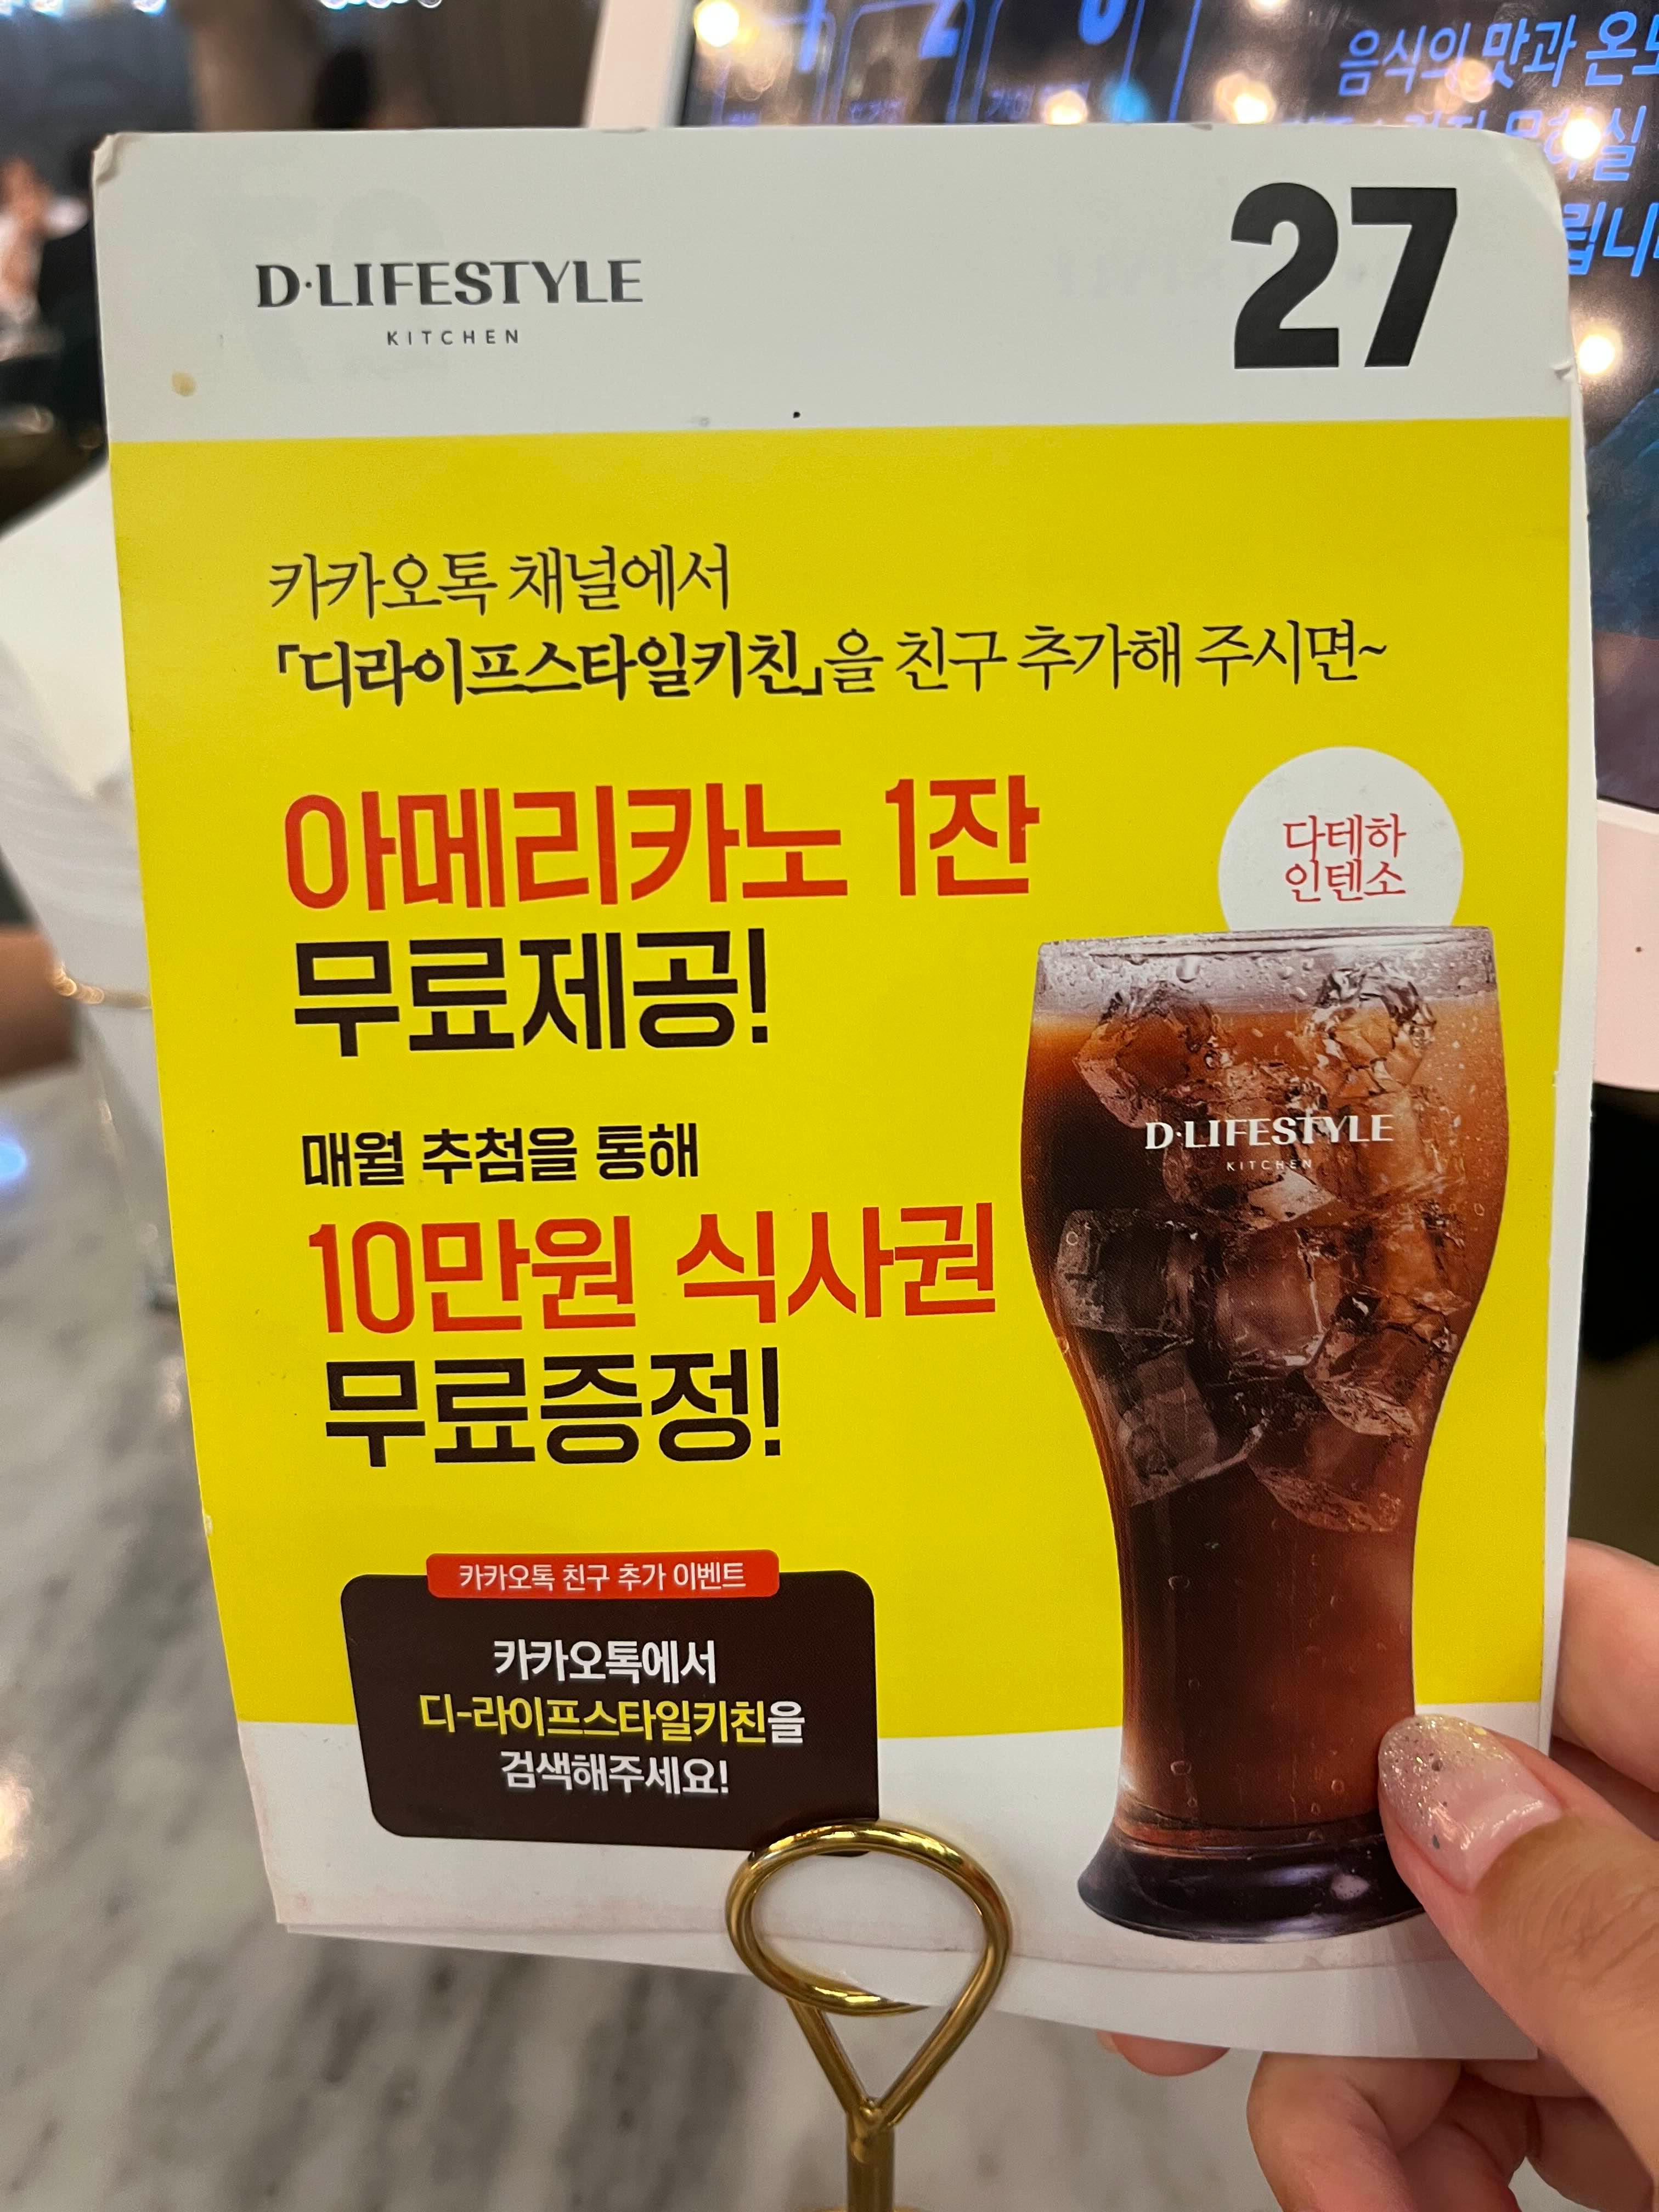 음식의 맛과
D·LIFESTYLE
KITCHEN
27
카카오톡 채널에서
「디라이프스타일키친」을 친구 추가해 주시면~
아메리카노 1잔
무료제공!
다테하
인텐소
매월 추첨을 통해
10만원 식사권
무료증정!
D·LIFESTYLE
KITCHEN
카카오톡 친구 추가 이벤트
카카오톡에서
디-라이프스타일키친을
검색해주세요!